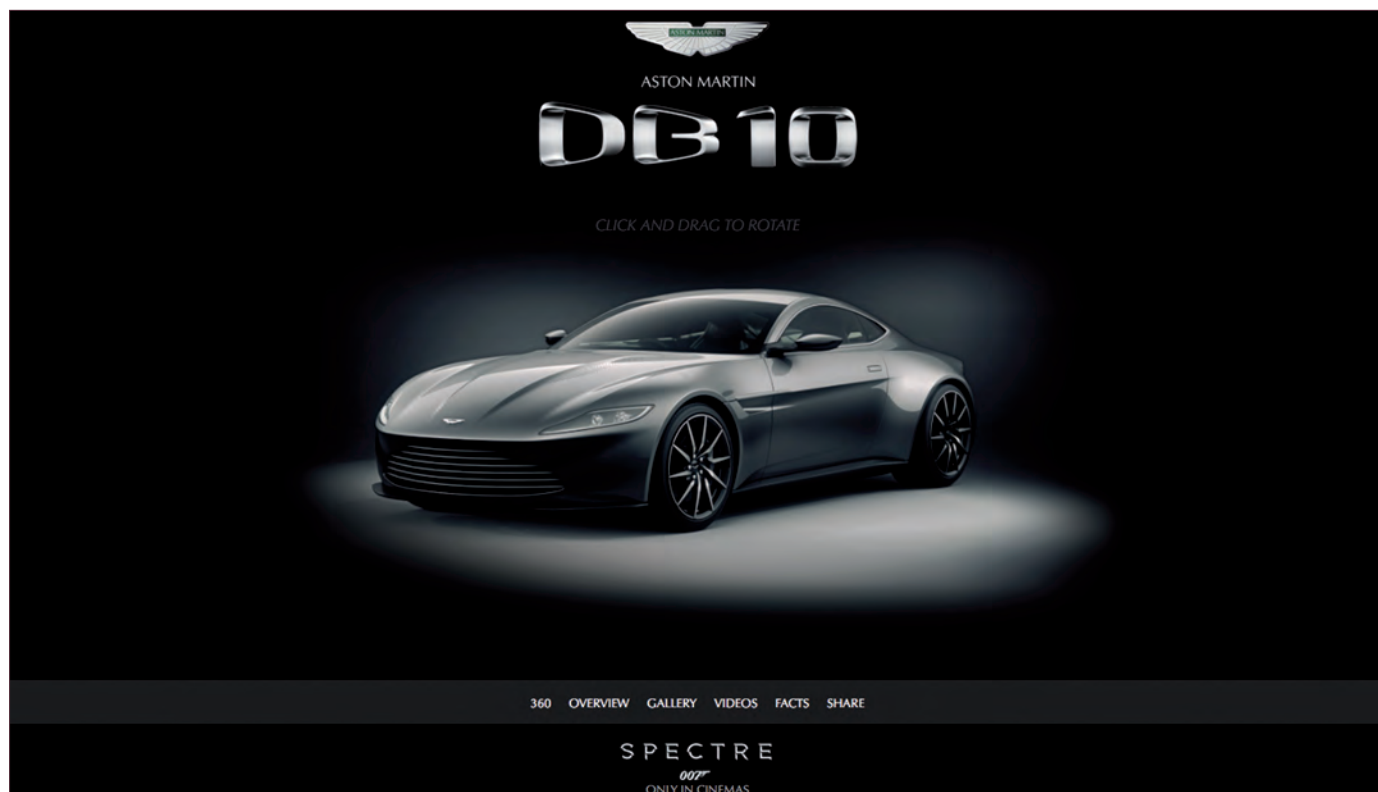 ASTON MARTIN
ASTON MARTIN
DB10
CLICK AND DRAG TO ROTATE
360 OVERVIEW GALLERY VIDEOS FACTS SHARE
SPECTRE
007
ONLY IN CINEMAS